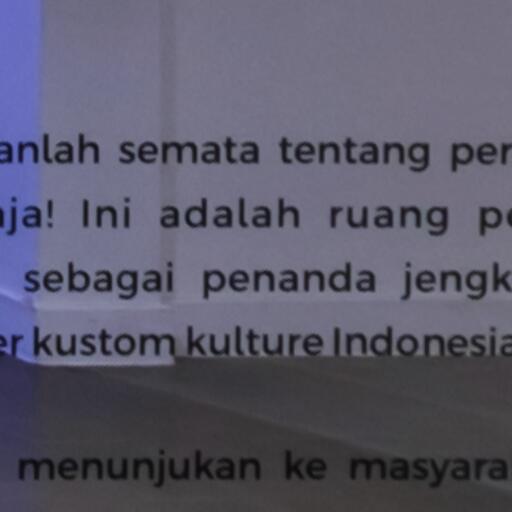 anlah semata tentang per
ja! Ini adalah ruang pe
sebagai penanda jengk
er kustom kulture Indonesia
menunjukan ke masyara